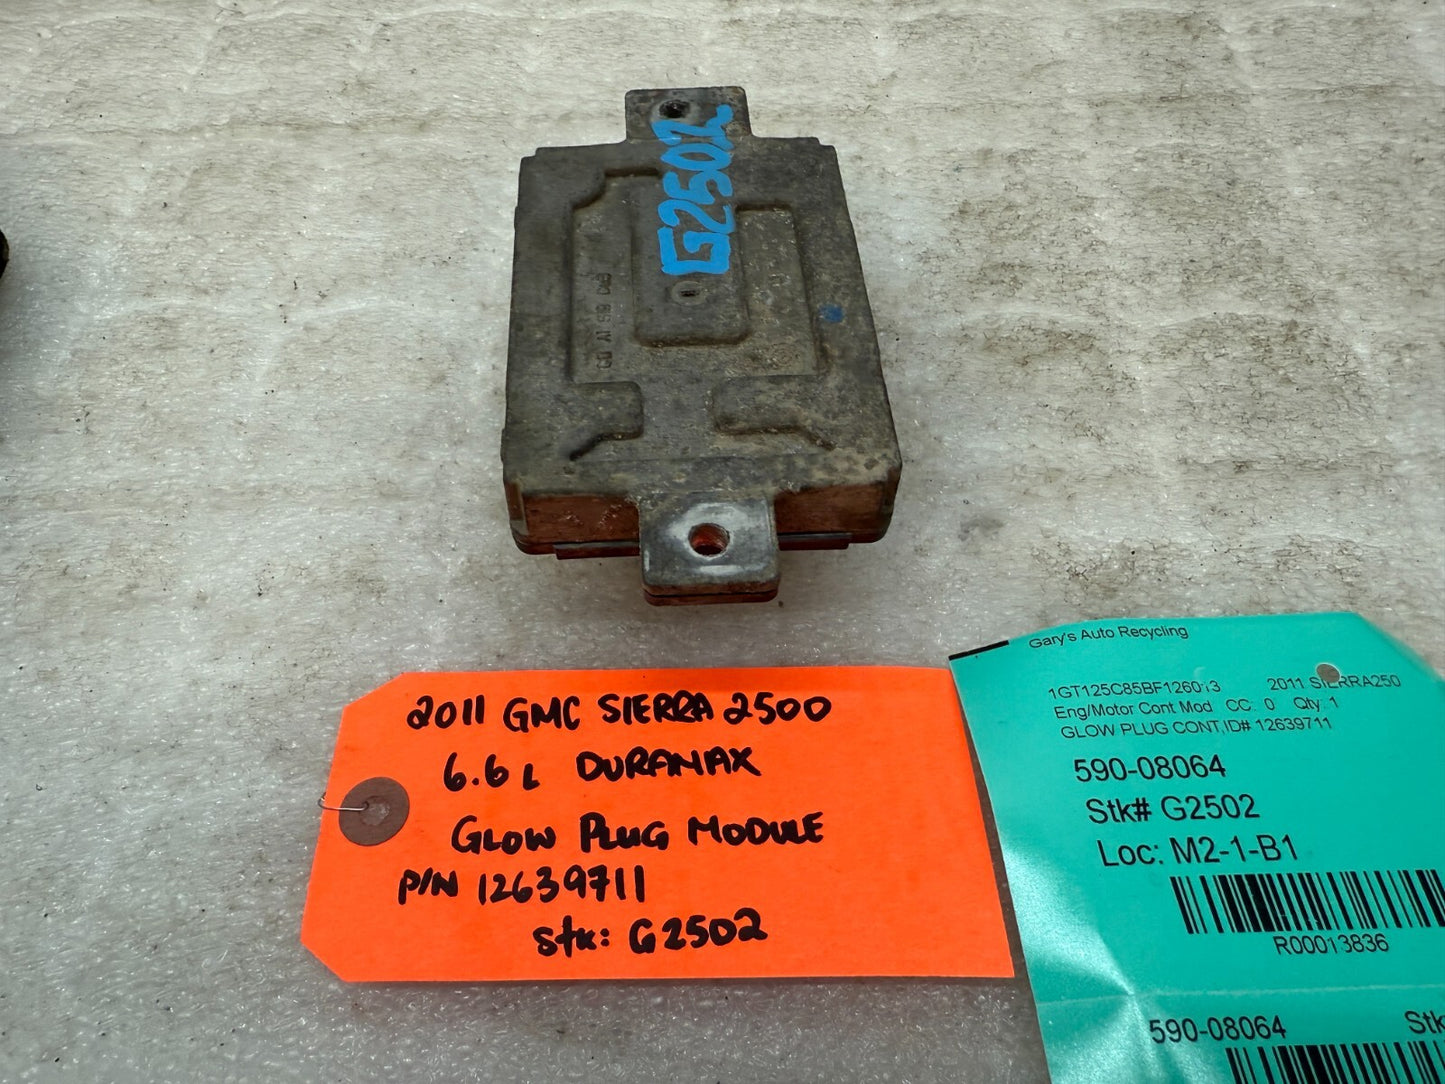 G2502
2011 GMC SIERRA 2500
6.6L DURAMAX
GLOW PLUG MODULE
P/N 12639711
Stk: G2502
Gary's Auto Recycling
1GT125C85BF126013 2011 SIERRA250
Eng/Motor Cont Mod CC: 0 Qty: 1
GLOW PLUG CONT,ID# 12639711
590-08064
Stk# G2502
Loc: M2-1-B1
R00013836
590-08064 Stk